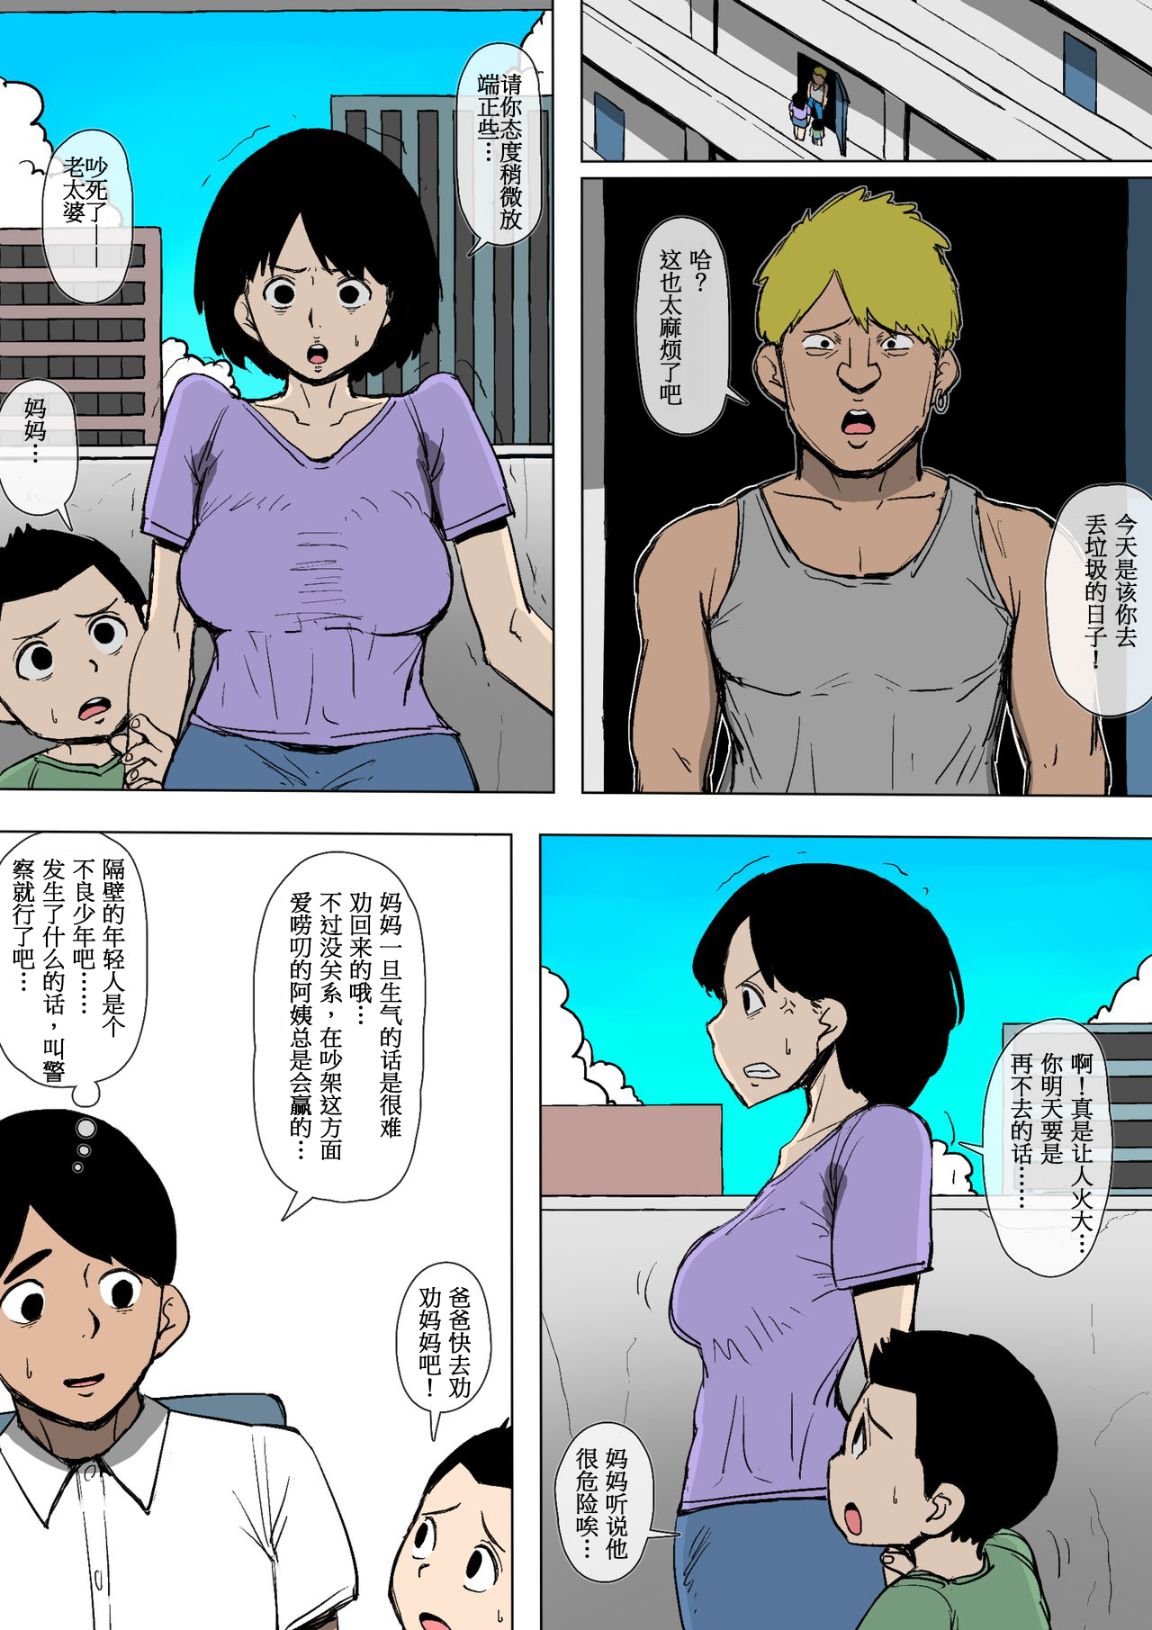 今天是该你去
丢垃圾的日子！
哈？
这也太麻烦了吧
请你态度稍微放
端正些…
吵死了——
老太婆
妈妈…
啊！真是让人火大…
你明天要是
再不去的话……
妈妈听说他
很危险唉…
爸爸快去劝
劝妈妈吧！
妈妈一旦生气的话是很难
劝回来的哦…
不过没关系，在吵架这方面
爱唠叨的阿姨总是会赢的…
隔壁的年轻人是个
不良少年吧……
发生了什么的话，叫警
察就行了吧…